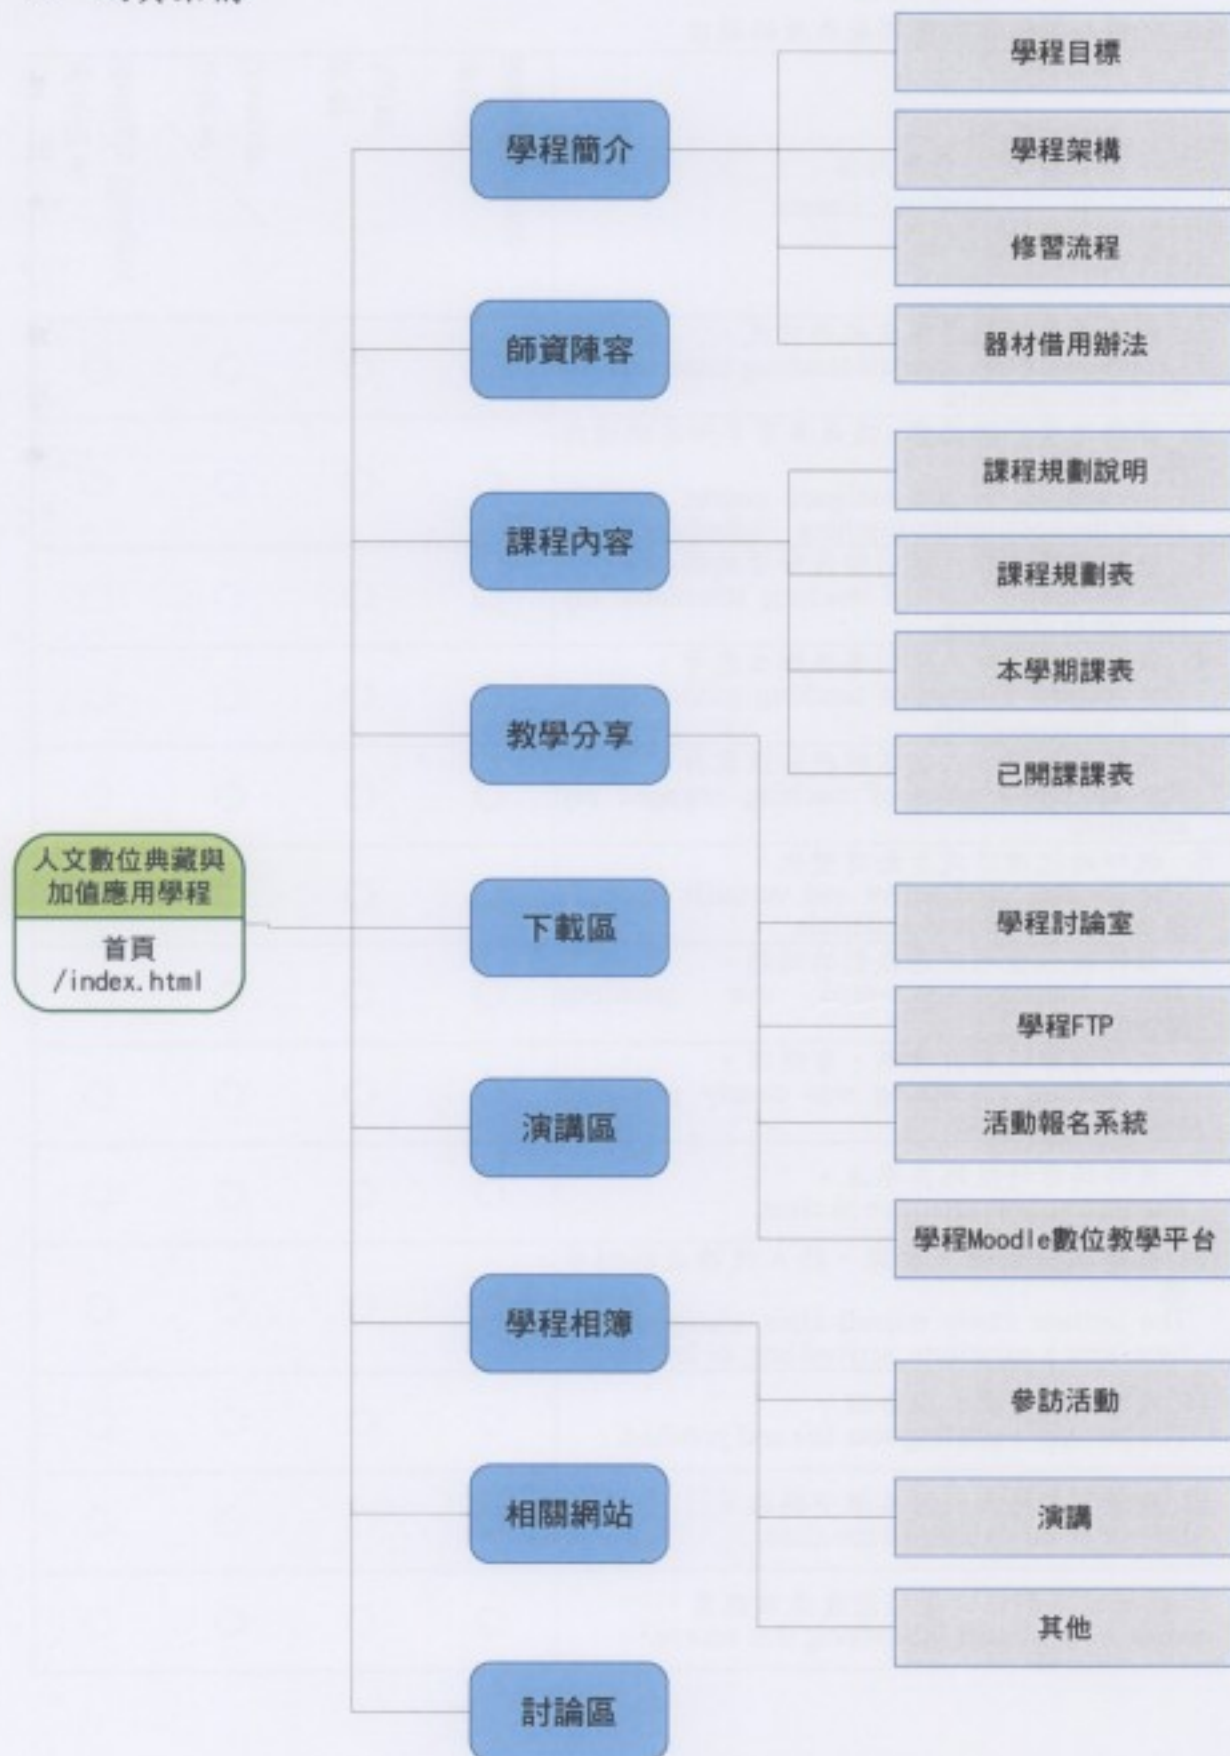 人文數位典藏與
加值應用學程
首頁
/index.html
學程簡介
學程目標
學程架構
修習流程
器材借用辦法
師資陣容
課程內容
課程規劃說明
課程規劃表
本學期課表
已開課課表
教學分享
學程討論室
學程FTP
活動報名系統
學程Moodle數位教學平台
下載區
演講區
學程相簿
參訪活動
演講
其他
相關網站
討論區